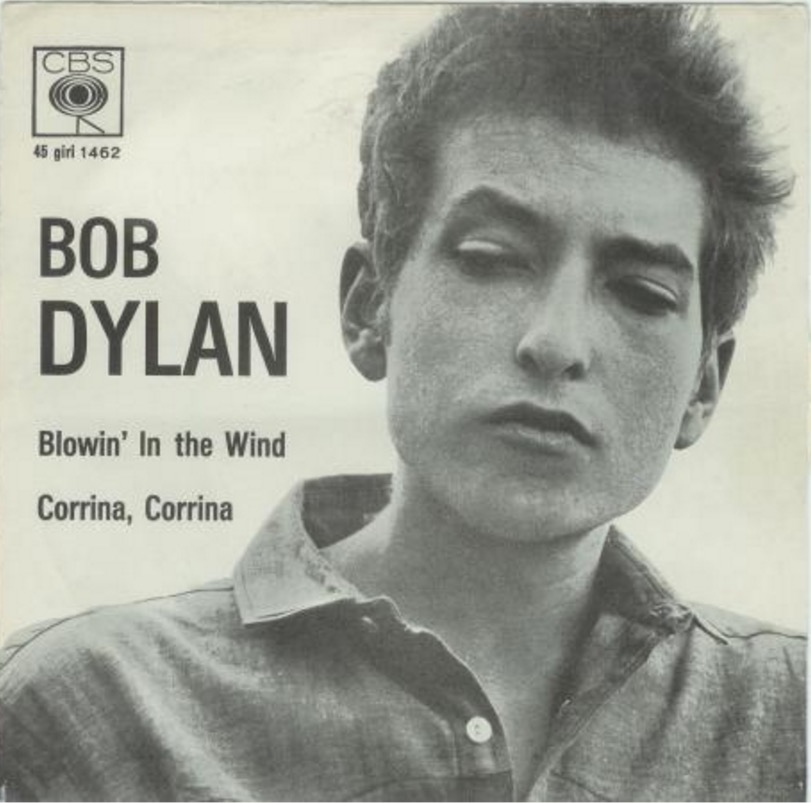 CBS
45 giri 1462
BOB
DYLAN
Blowin' In the Wind
Corrina, Corrina